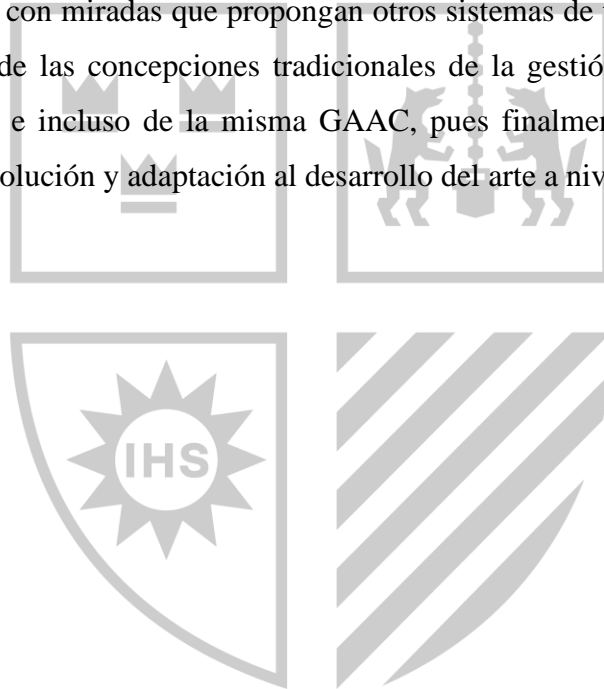 con miradas que propongan otros sistemas de
de las concepciones tradicionales de la gestió
e incluso de la misma GAAC, pues finalmen
olución y adaptación al desarrollo del arte a niv
IHS